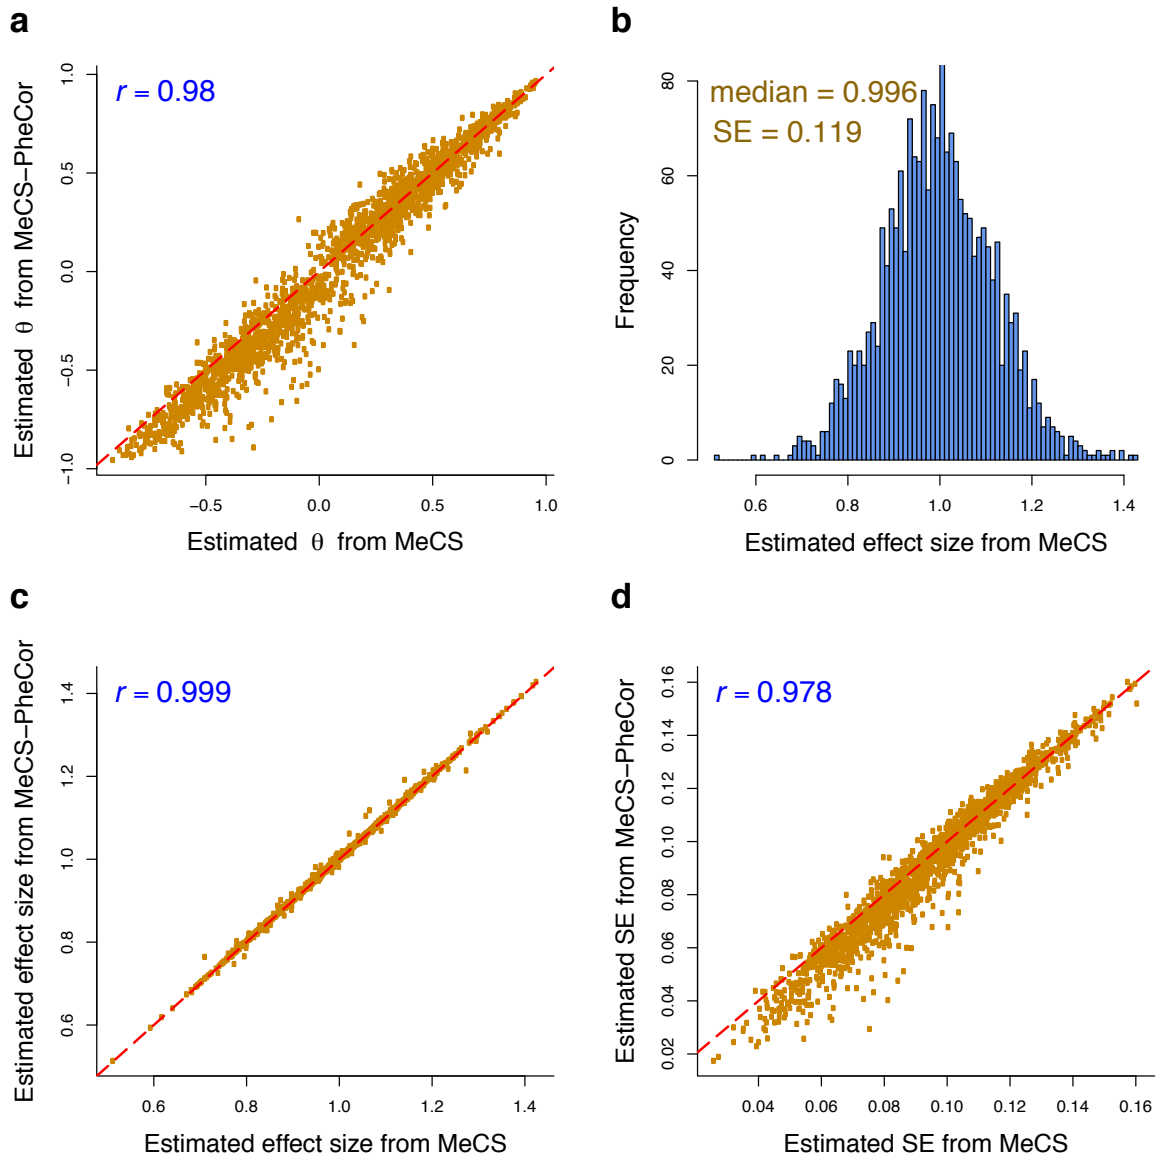 a
r = 0.98
Estimated θ from MeCS−PheCor
1.0
0.5
0.0
−0.5
−1.0
−0.5
0.0
0.5
1.0
Estimated θ from MeCS
b
median = 0.996
SE = 0.119
Frequency
80
60
40
20
0
0.6
0.8
1.0
1.2
1.4
Estimated effect size from MeCS
c
r = 0.999
Estimated effect size from MeCS−PheCor
1.4
1.2
1.0
0.8
0.6
0.6
0.8
1.0
1.2
1.4
Estimated effect size from MeCS
d
r = 0.978
Estimated SE from MeCS−PheCor
0.16
0.14
0.12
0.10
0.08
0.06
0.04
0.02
0.04
0.06
0.08
0.10
0.12
0.14
0.16
Estimated SE from MeCS